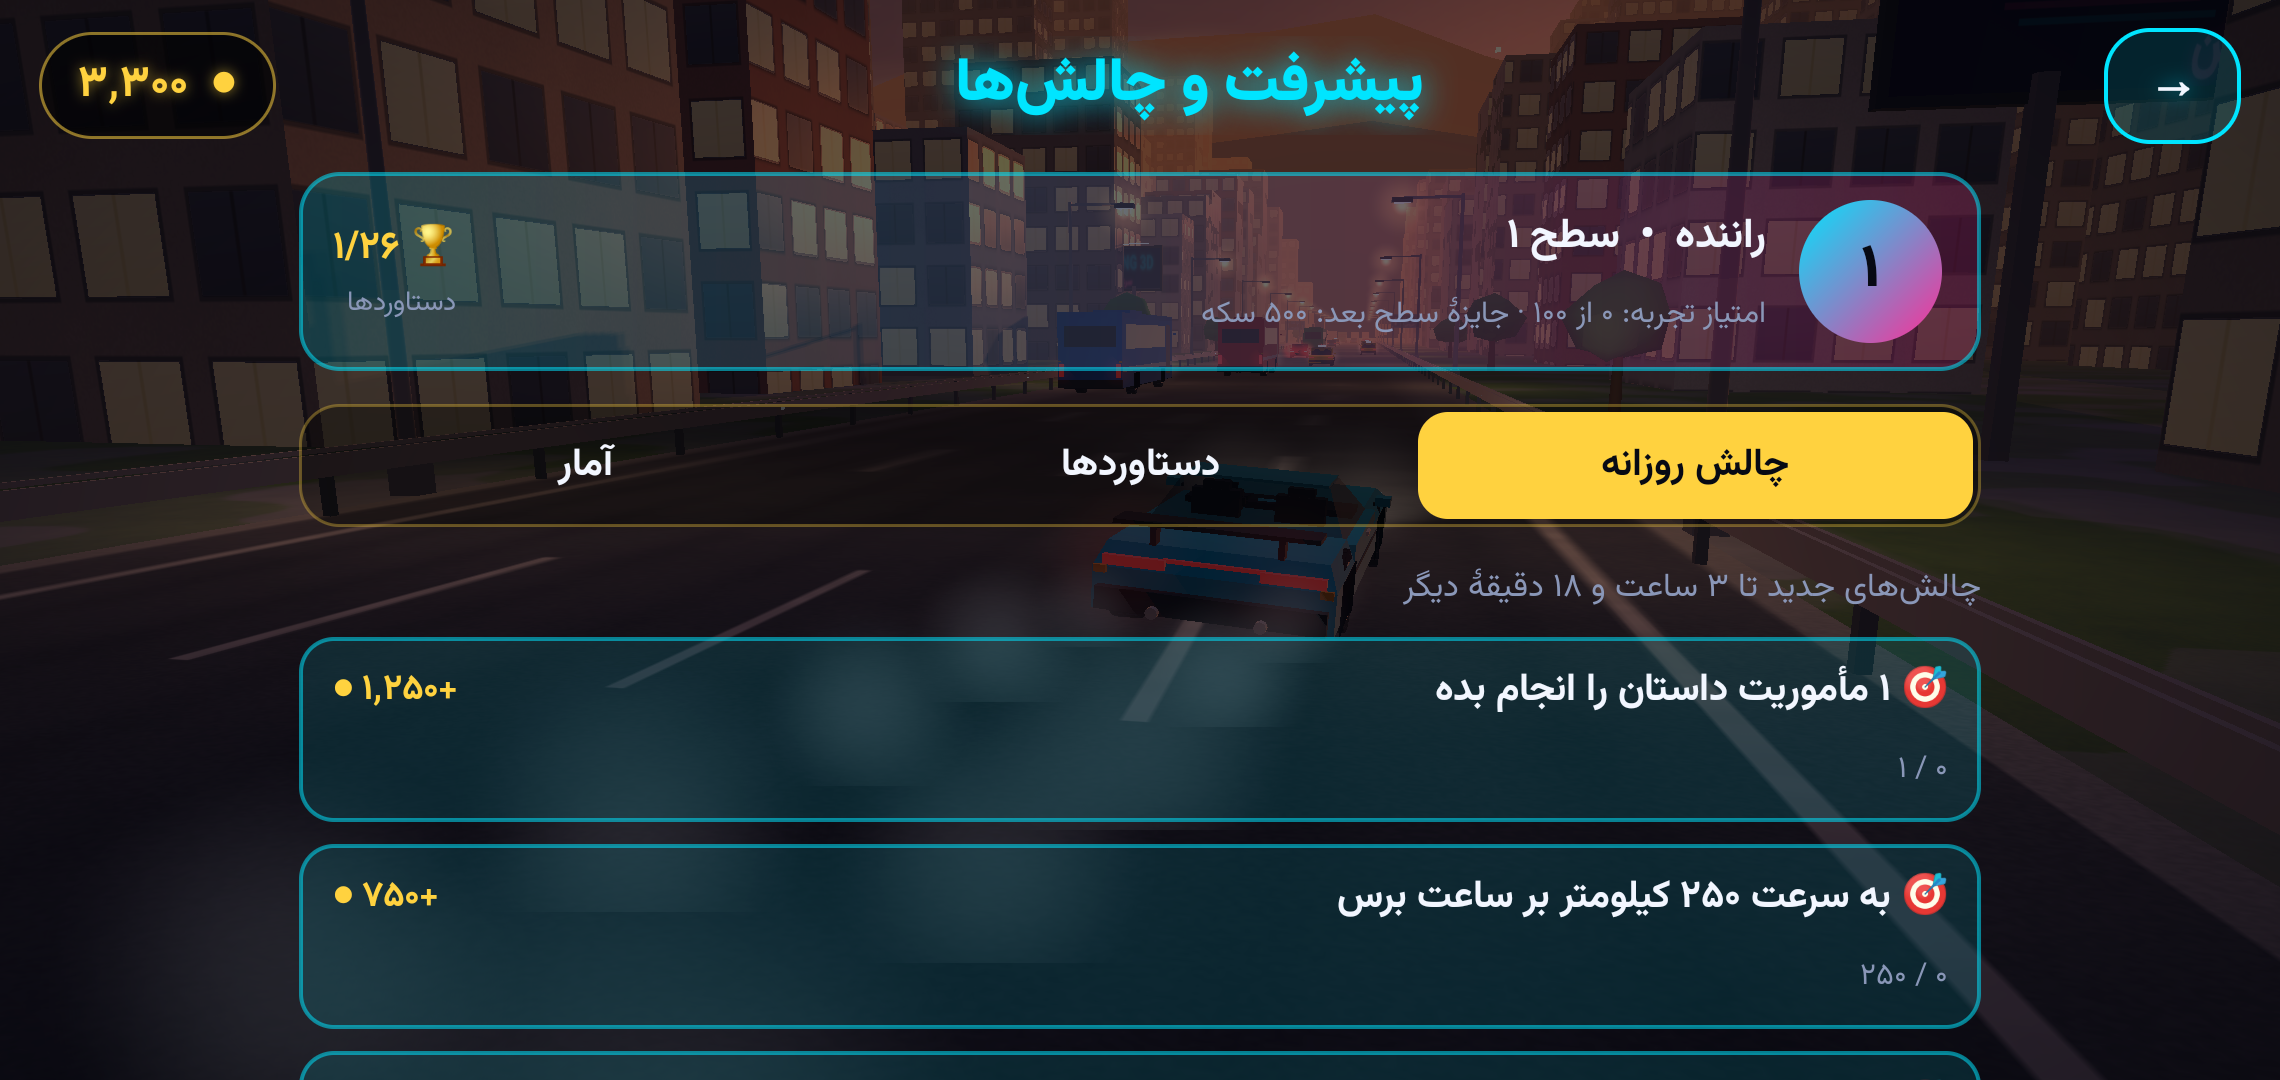 →
پیشرفت و چالش‌ها
۳,۳۰۰
۱
راننده • سطح ۱
امتیاز تجربه: ۰ از ۱۰۰ · جایزهٔ سطح بعد: ۵۰۰ سکه
🏆 ۱/۲۶
دستاوردها
چالش روزانه
دستاوردها
آمار
چالش‌های جدید تا ۳ ساعت و ۱۸ دقیقهٔ دیگر
🎯 ۱ مأموریت داستان را انجام بده
+۱,۲۵۰
۰ / ۱
🎯 به سرعت ۲۵۰ کیلومتر بر ساعت برس
+۷۵۰
۰ / ۲۵۰